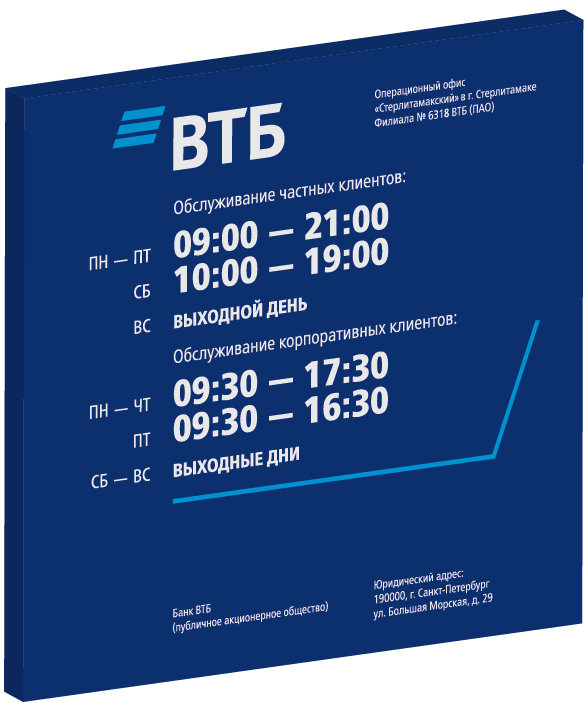 ВТБ
Операционный офис
«Стерлитамакский» в г. Стерлитамаке
Филиала № 6318 ВТБ (ПАО)
Обслуживание частных клиентов:
ПН — ПТ 09:00 — 21:00
СБ 10:00 — 19:00
ВС ВЫХОДНОЙ ДЕНЬ
Обслуживание корпоративных клиентов:
ПН — ЧТ 09:30 — 17:30
ПТ 09:30 — 16:30
СБ — ВС ВЫХОДНЫЕ ДНИ
Банк ВТБ
(публичное акционерное общество)
Юридический адрес:
190000, г. Санкт-Петербург
ул. Большая Морская, д. 29